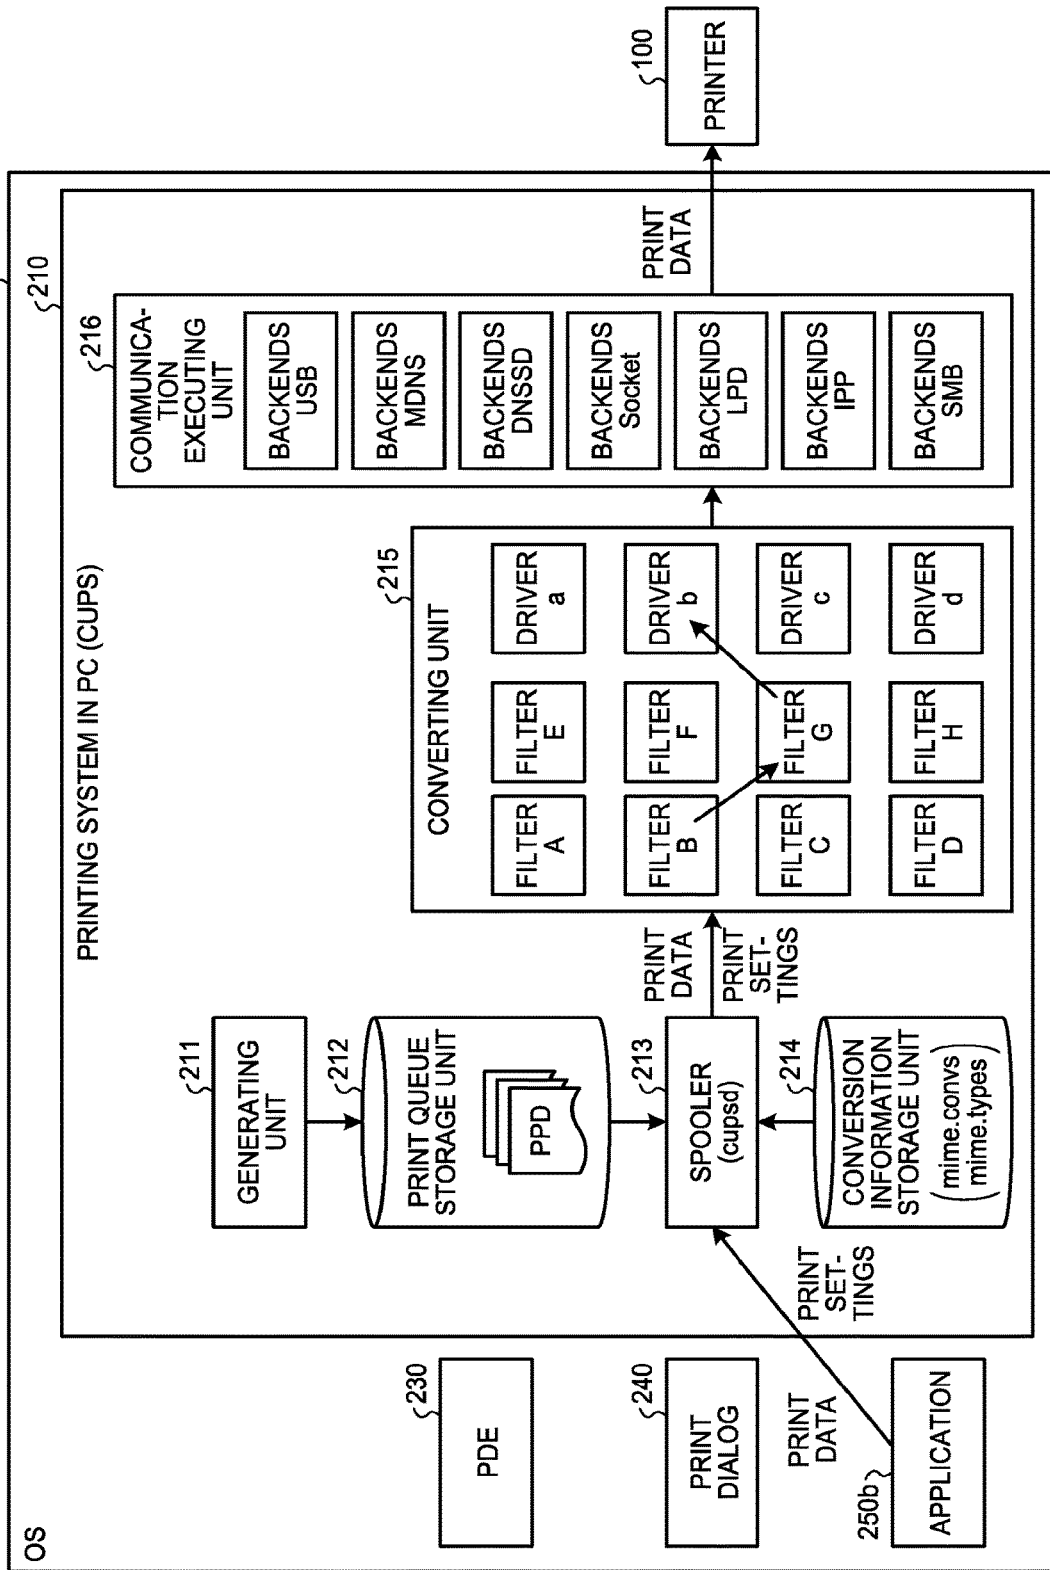 OS
PRINTING SYSTEM IN PC (CUPS)
210
PDE
230
PRINT
DIALOG
240
APPLICATION
250b
PRINT
DATA
PRINT
SET-
TINGS
GENERATING
UNIT
211
PRINT QUEUE
STORAGE UNIT
212
PPD
SPOOLER
(cupsd)
213
CONVERSION
INFORMATION
STORAGE UNIT
(mime.convs
mime.types)
214
PRINT
DATA
PRINT
SET-
TINGS
CONVERTING UNIT
215
FILTER
A
FILTER
E
DRIVER
a
FILTER
B
FILTER
F
DRIVER
b
FILTER
C
FILTER
G
DRIVER
c
FILTER
D
FILTER
H
DRIVER
d
COMMUNICA-
TION
EXECUTING
UNIT
216
BACKENDS
USB
BACKENDS
MDNS
BACKENDS
DNSSD
BACKENDS
Socket
BACKENDS
LPD
BACKENDS
IPP
BACKENDS
SMB
PRINT
DATA
PRINTER
100